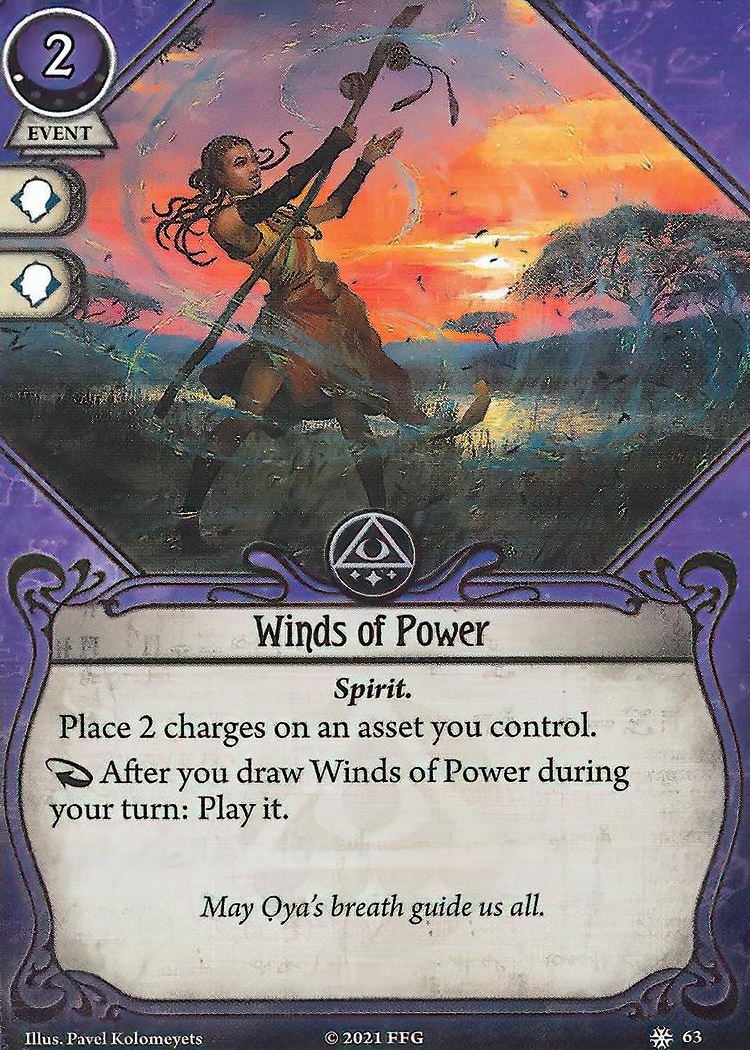 2
EVENT
Winds of Power
Spirit.
Place 2 charges on an asset you control.
After you draw Winds of Power during
your turn: Play it.
May Ọya's breath guide us all.
Illus. Pavel Kolomeyets
© 2021 FFG
63